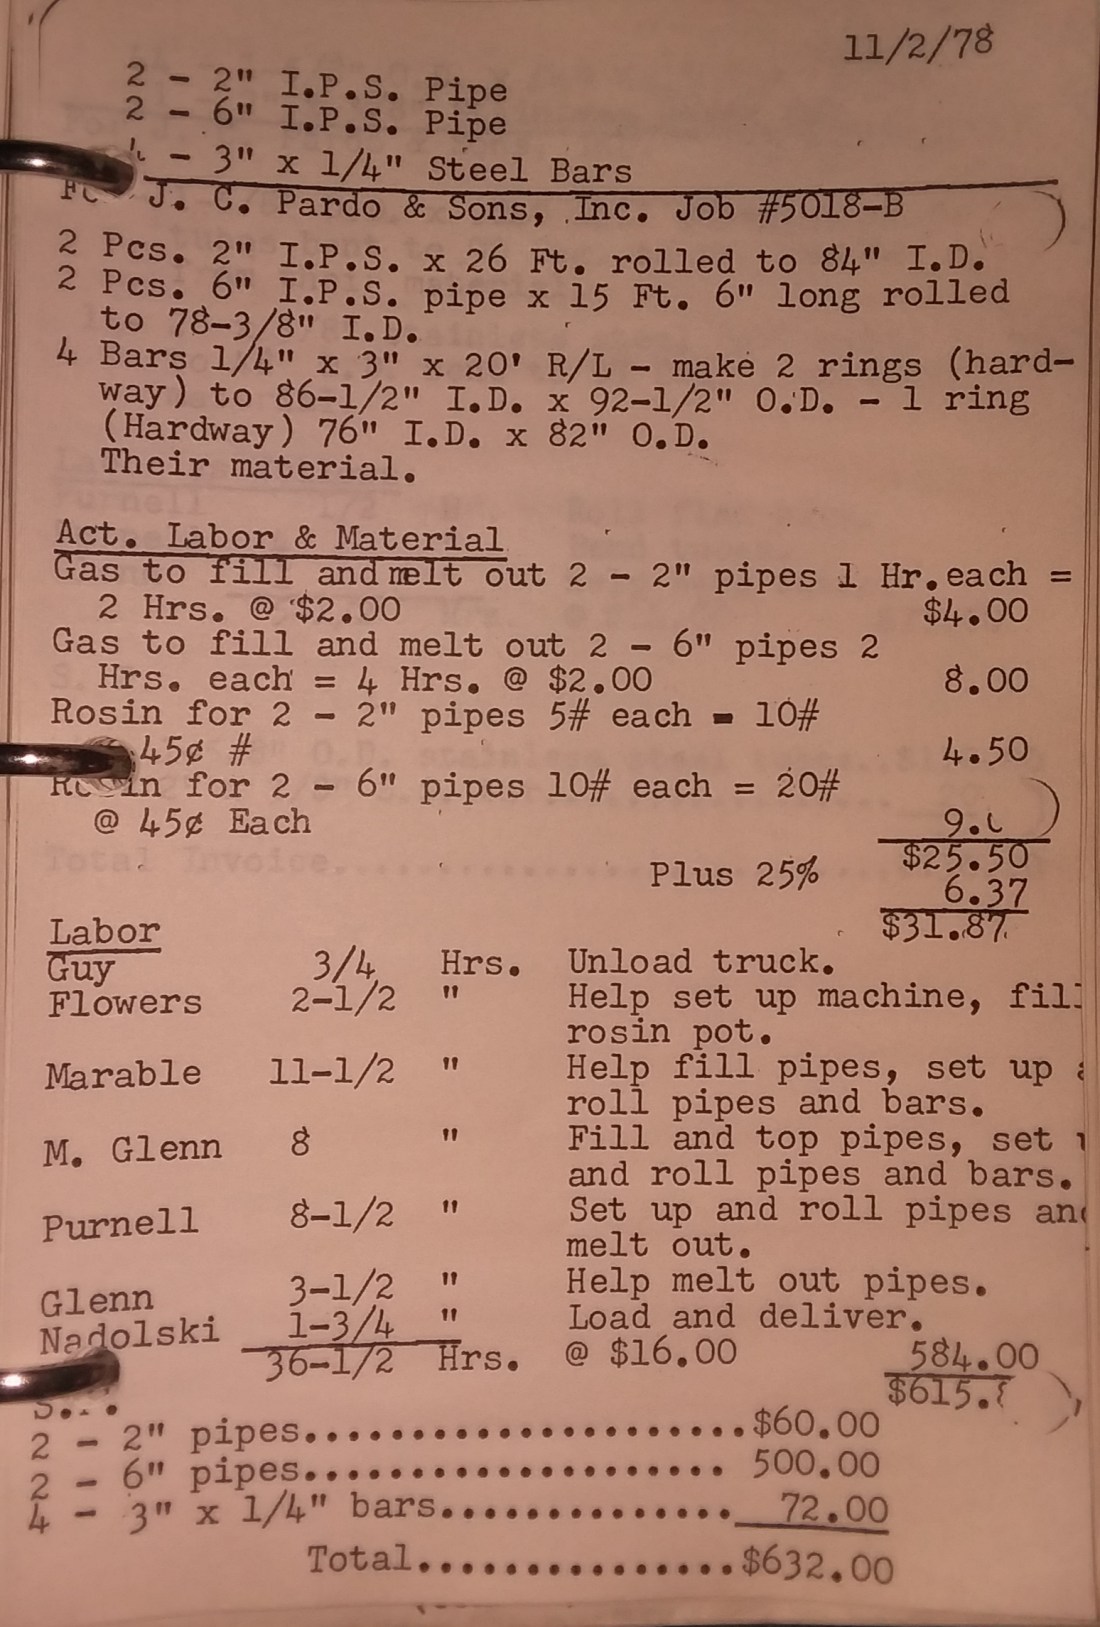 11/2/78
2 - 2" I.P.S. Pipe
2 - 6" I.P.S. Pipe
4 - 3" x 1/4" Steel Bars
J. C. Pardo & Sons, Inc. Job #5018-B
2 Pcs. 2" I.P.S. x 26 Ft. rolled to 84" I.D.
2 Pcs. 6" I.P.S. pipe x 15 Ft. 6" long rolled
to 78-3/8" I.D.
4 Bars 1/4" x 3" x 20' R/L - make 2 rings (hard-
way) to 86-1/2" I.D. x 92-1/2" O.D. - 1 ring
(Hardway) 76" I.D. x 82" O.D.
Their material.
Act. Labor & Material
Gas to fill and melt out 2 - 2" pipes 1 Hr.each =
2 Hrs. @ $2.00 $4.00
Gas to fill and melt out 2 - 6" pipes 2
Hrs. each = 4 Hrs. @ $2.00 8.00
Rosin for 2 - 2" pipes 5# each - 10#
45¢ # 4.50
Rosin for 2 - 6" pipes 10# each = 20#
@ 45¢ Each 9.
$25.50
Plus 25% 6.37
$31.87
Labor
Guy 3/4 Hrs. Unload truck.
Flowers 2-1/2 " Help set up machine, fill
rosin pot.
Marable 11-1/2 " Help fill pipes, set up
roll pipes and bars.
M. Glenn 8 " Fill and top pipes, set
and roll pipes and bars.
Purnell 8-1/2 " Set up and roll pipes and
melt out.
Glenn 3-1/2 " Help melt out pipes.
Nadolski 1-3/4 " Load and deliver.
36-1/2 Hrs. @ $16.00 584.00
$615.
2 - 2" pipes.....................$60.00
2 - 6" pipes.................... 500.00
4 - 3" x 1/4" bars.............. 72.00
Total...............$632.00